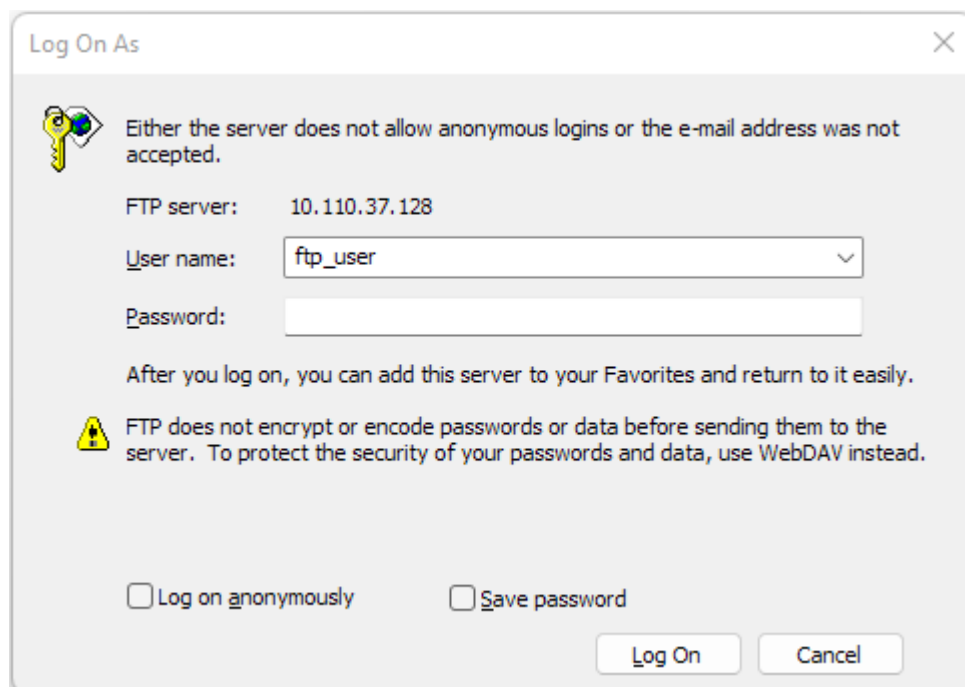 Log On As
Either the server does not allow anonymous logins or the e-mail address was not
accepted.
FTP server: 10.110.37.128
User name: ftp_user
Password:
After you log on, you can add this server to your Favorites and return to it easily.
FTP does not encrypt or encode passwords or data before sending them to the
server.  To protect the security of your passwords and data, use WebDAV instead.
Log on anonymously Save password
Log On Cancel